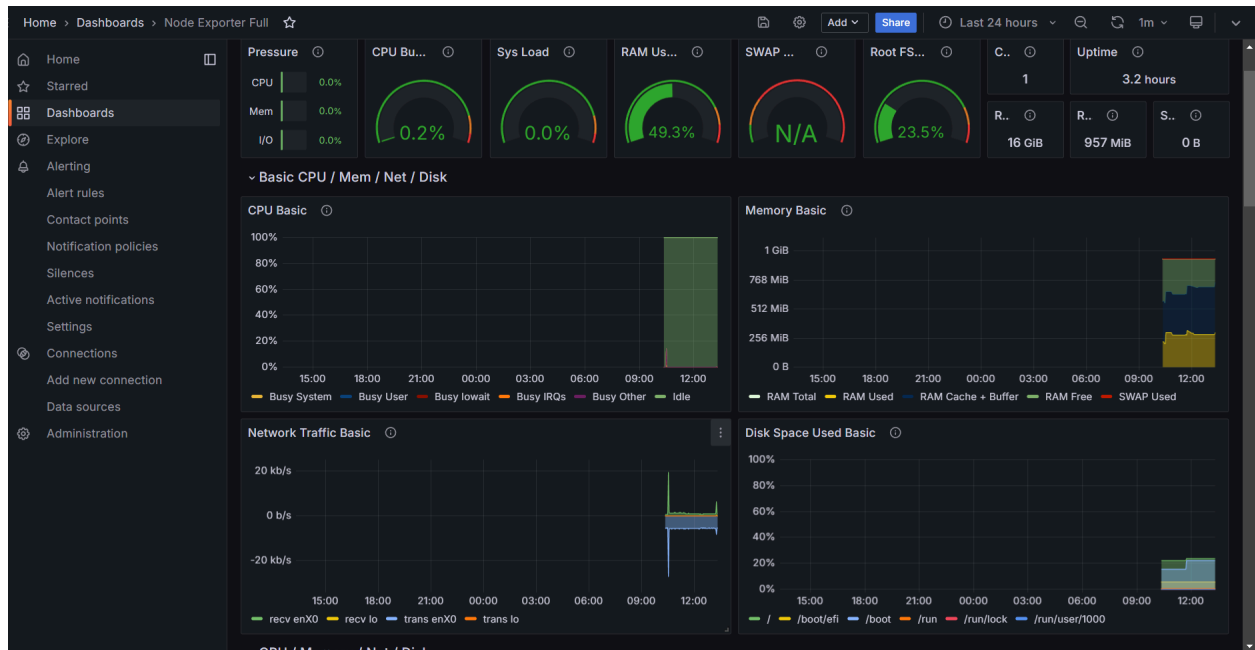 Home > Dashboards > Node Exporter Full
Add
Share
Last 24 hours
1m
Home
Starred
Dashboards
Explore
Alerting
Alert rules
Contact points
Notification policies
Silences
Active notifications
Settings
Connections
Add new connection
Data sources
Administration
Pressure
CPU 0.0%
Mem 0.0%
I/O 0.0%
CPU Bu...
0.2%
Sys Load
0.0%
RAM Us...
49.3%
SWAP ...
N/A
Root FS...
23.5%
C..
1
Uptime
3.2 hours
R..
16 GiB
R..
957 MiB
S..
0 B
Basic CPU / Mem / Net / Disk
CPU Basic
100%
80%
60%
40%
20%
0%
15:00 18:00 21:00 00:00 03:00 06:00 09:00 12:00
Busy System Busy User Busy Iowait Busy IRQs Busy Other Idle
Memory Basic
1 GiB
768 MiB
512 MiB
256 MiB
0 B
15:00 18:00 21:00 00:00 03:00 06:00 09:00 12:00
RAM Total RAM Used RAM Cache + Buffer RAM Free SWAP Used
Network Traffic Basic
20 kb/s
0 b/s
-20 kb/s
15:00 18:00 21:00 00:00 03:00 06:00 09:00 12:00
recv enX0 recv lo trans enX0 trans lo
Disk Space Used Basic
100%
80%
60%
40%
20%
0%
15:00 18:00 21:00 00:00 03:00 06:00 09:00 12:00
/ /boot/efi /boot /run /run/lock /run/user/1000